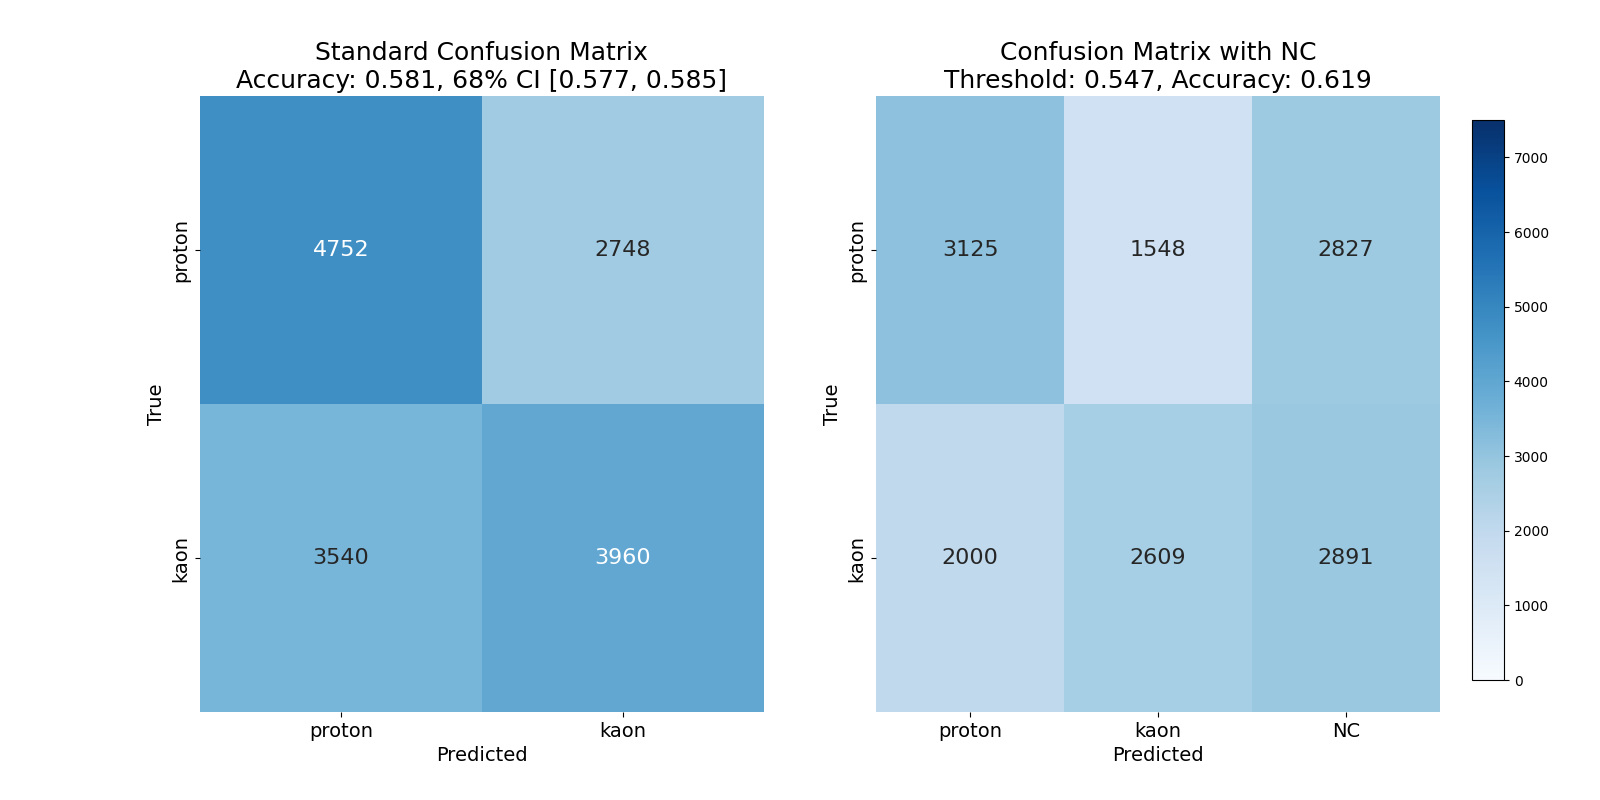 Standard Confusion Matrix
Accuracy: 0.581, 68% CI [0.577, 0.585]
True
proton
kaon
4752
2748
3540
3960
proton
kaon
Predicted
Confusion Matrix with NC
Threshold: 0.547, Accuracy: 0.619
True
proton
kaon
3125
1548
2827
2000
2609
2891
proton
kaon
NC
Predicted
7000
6000
5000
4000
3000
2000
1000
0